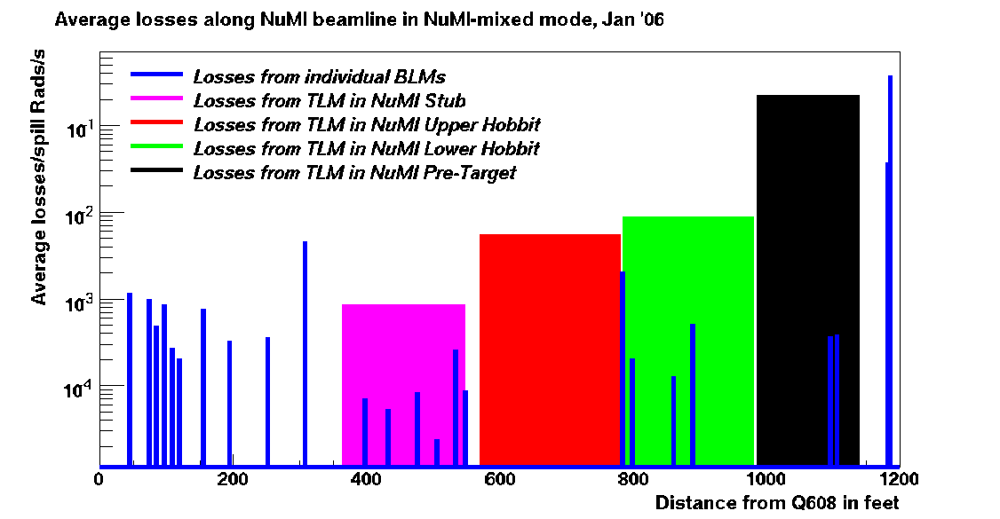 Average losses along NuMI beamline in NuMI-mixed mode, Jan '06
Average losses/spill Rads/s
Losses from individual BLMs
Losses from TLM in NuMI Stub
Losses from TLM in NuMI Upper Hobbit
Losses from TLM in NuMI Lower Hobbit
Losses from TLM in NuMI Pre-Target
10⁻¹
10⁻²
10⁻³
10⁻⁴
0 200 400 600 800 1000 1200
Distance from Q608 in feet